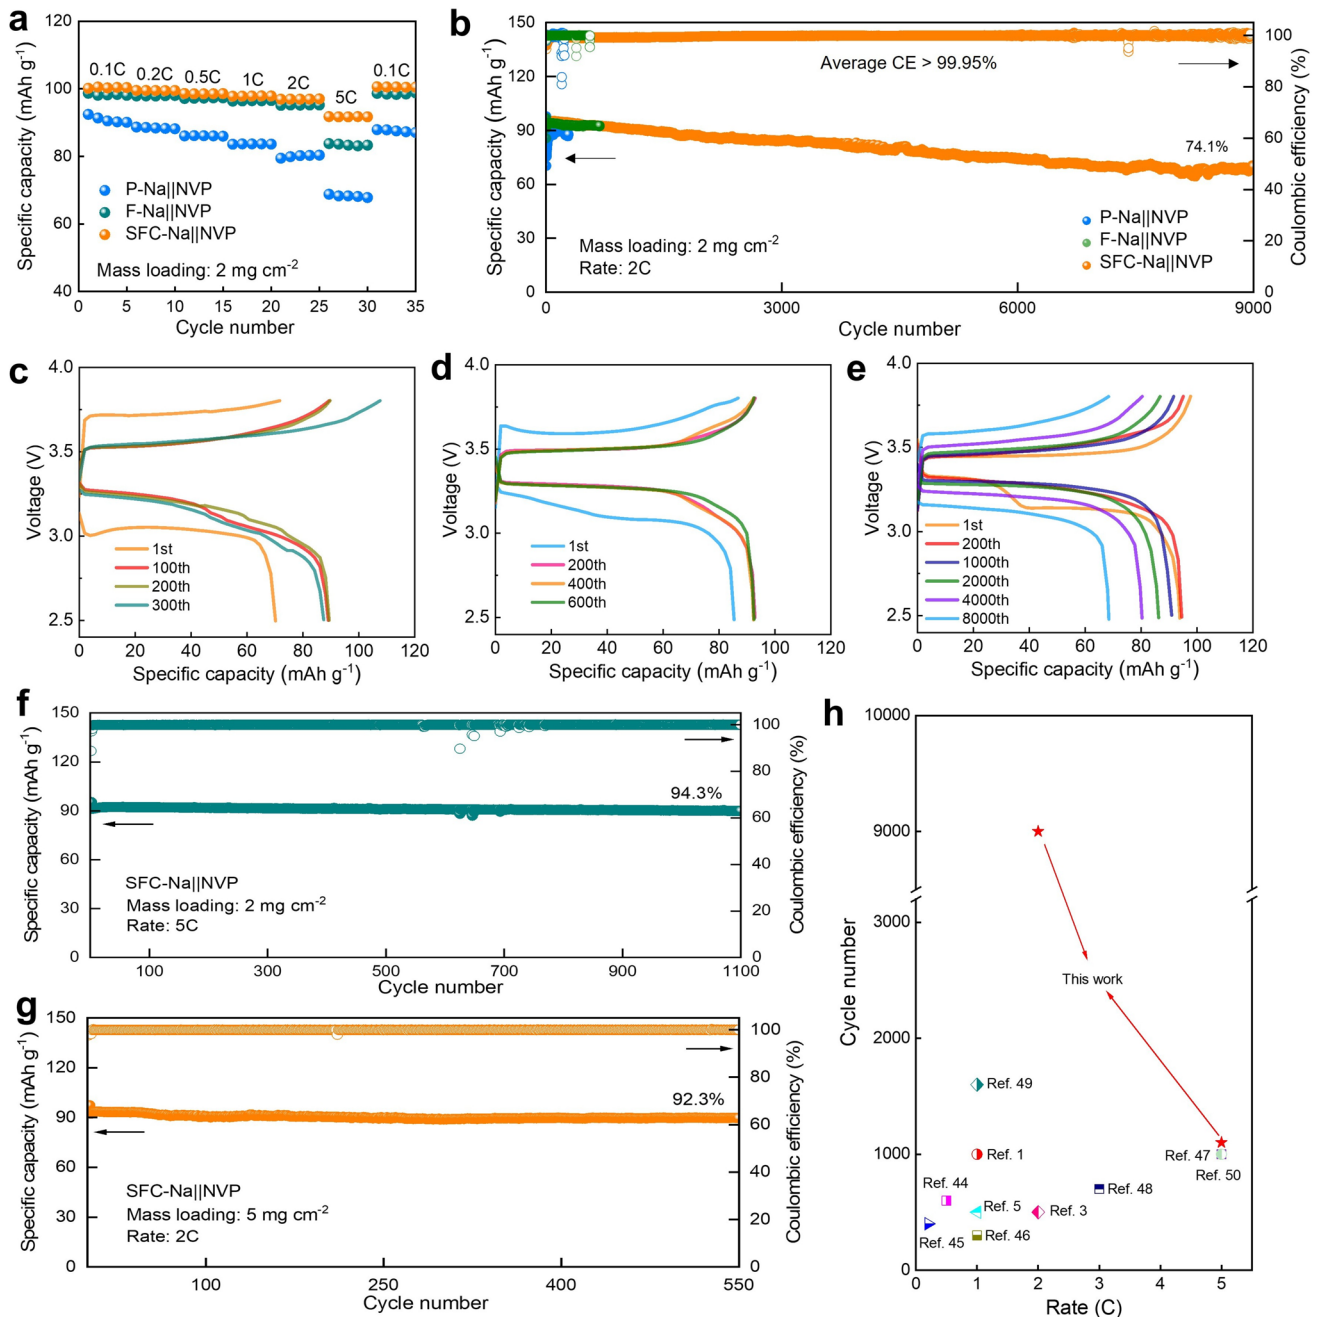 a
120
100
80
60
40
Specific capacity (mAh g-1)
0.1C 0.2C 0.5C 1C 2C 5C 0.1C
P-Na||NVP
F-Na||NVP
SFC-Na||NVP
Mass loading: 2 mg cm-2
0 5 10 15 20 25 30 35
Cycle number
b
150
120
90
60
30
0
Specific capacity (mAh g-1)
Average CE > 99.95%
74.1%
P-Na||NVP
F-Na||NVP
SFC-Na||NVP
Mass loading: 2 mg cm-2
Rate: 2C
100
80
60
40
20
0
Coulombic efficiency (%)
0 3000 6000 9000
Cycle number
c
4.0
3.5
3.0
2.5
Voltage (V)
1st
100th
200th
300th
0 20 40 60 80 100 120
Specific capacity (mAh g-1)
d
4.0
3.5
3.0
2.5
Voltage (V)
1st
200th
400th
600th
0 20 40 60 80 100 120
Specific capacity (mAh g-1)
e
4.0
3.5
3.0
2.5
Voltage (V)
1st
200th
1000th
2000th
4000th
8000th
0 20 40 60 80 100 120
Specific capacity (mAh g-1)
f
150
120
90
60
30
0
Specific capacity (mAh g-1)
94.3%
SFC-Na||NVP
Mass loading: 2 mg cm-2
Rate: 5C
100
80
60
40
20
0
Coulombic efficiency (%)
100 300 500 700 900 1100
Cycle number
g
150
120
90
60
30
0
Specific capacity (mAh g-1)
92.3%
SFC-Na||NVP
Mass loading: 5 mg cm-2
Rate: 2C
100
80
60
40
20
0
Coulombic efficiency (%)
100 250 400 550
Cycle number
h
10000
9000
3000
2000
1000
0
Cycle number
This work
Ref. 49
Ref. 1
Ref. 47
Ref. 50
Ref. 44
Ref. 48
Ref. 5
Ref. 3
Ref. 45
Ref. 46
0 1 2 3 4 5
Rate (C)